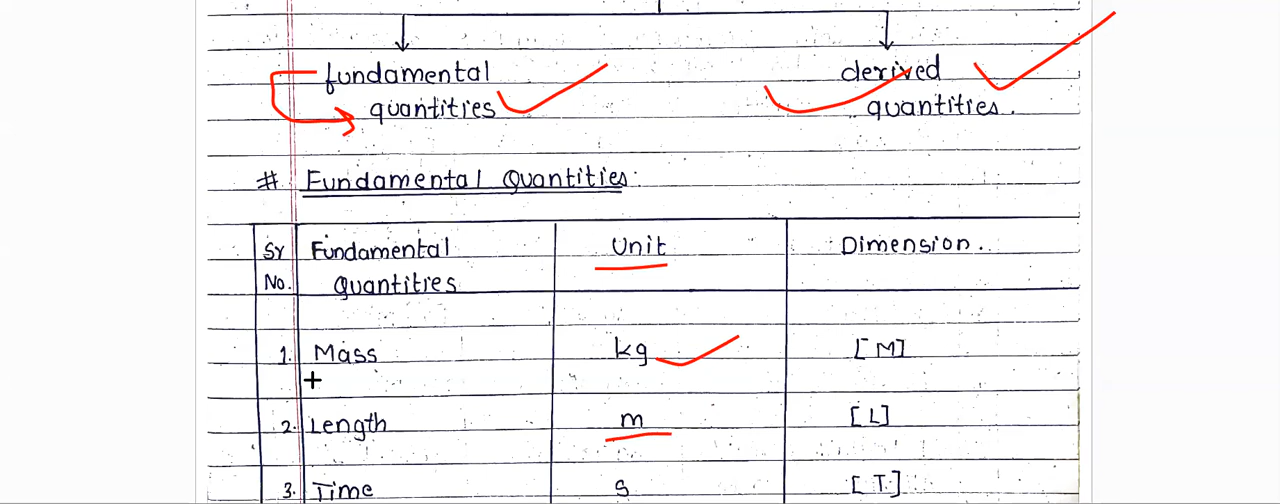 fundamental derived
quantities quantities.
# Fundamental Quantities:
Sr Fundamental Unit Dimension.
No. quantities
1. Mass kg [M]
2. Length m [L]
3. Time s [T]